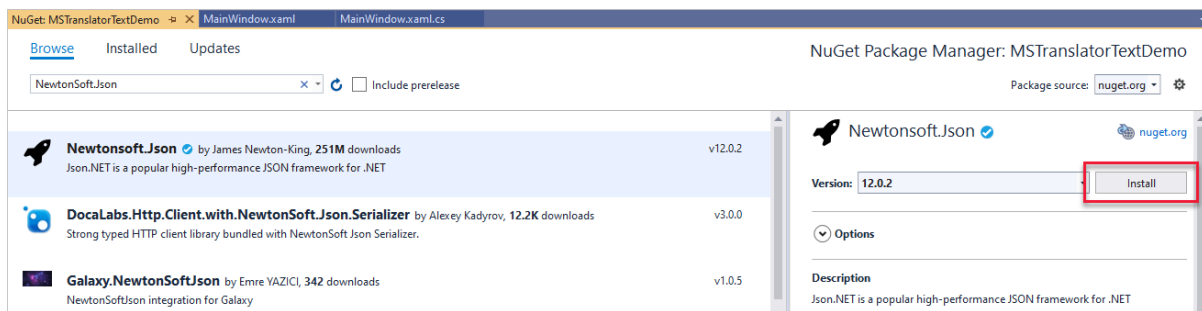 NuGet: MSTranslatorTextDemo
MainWindow.xaml
MainWindow.xaml.cs
Browse
Installed
Updates
NuGet Package Manager: MSTranslatorTextDemo
NewtonSoft.Json
Include prerelease
Package source: nuget.org
Newtonsoft.Json by James Newton-King, 251M downloads
v12.0.2
Json.NET is a popular high-performance JSON framework for .NET
DocaLabs.Http.Client.with.NewtonSoft.Json.Serializer by Alexey Kadyrov, 12.2K downloads
v3.0.0
Strong typed HTTP client library bundled with NewtonSoft Json Serializer.
Galaxy.NewtonSoftJson by Emre YAZICI, 342 downloads
v1.0.5
NewtonSoftJson integration for Galaxy
Newtonsoft.Json
nuget.org
Version: 12.0.2
Install
Options
Description
Json.NET is a popular high-performance JSON framework for .NET